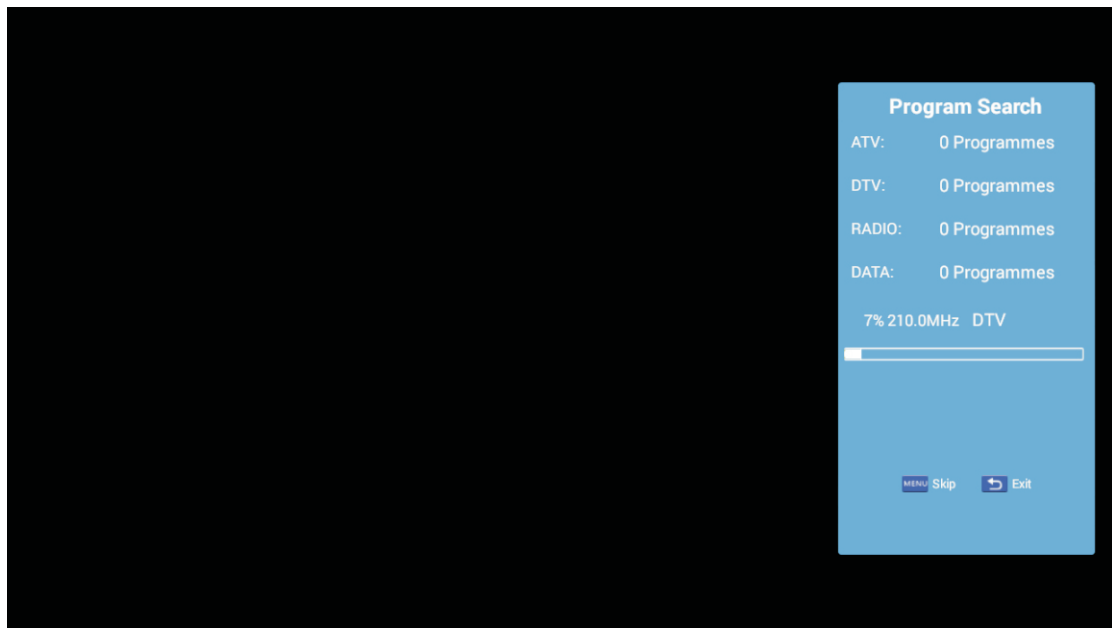 Program Search
ATV: 0 Programmes
DTV: 0 Programmes
RADIO: 0 Programmes
DATA: 0 Programmes
7% 210.0MHz DTV
MENU Skip Exit